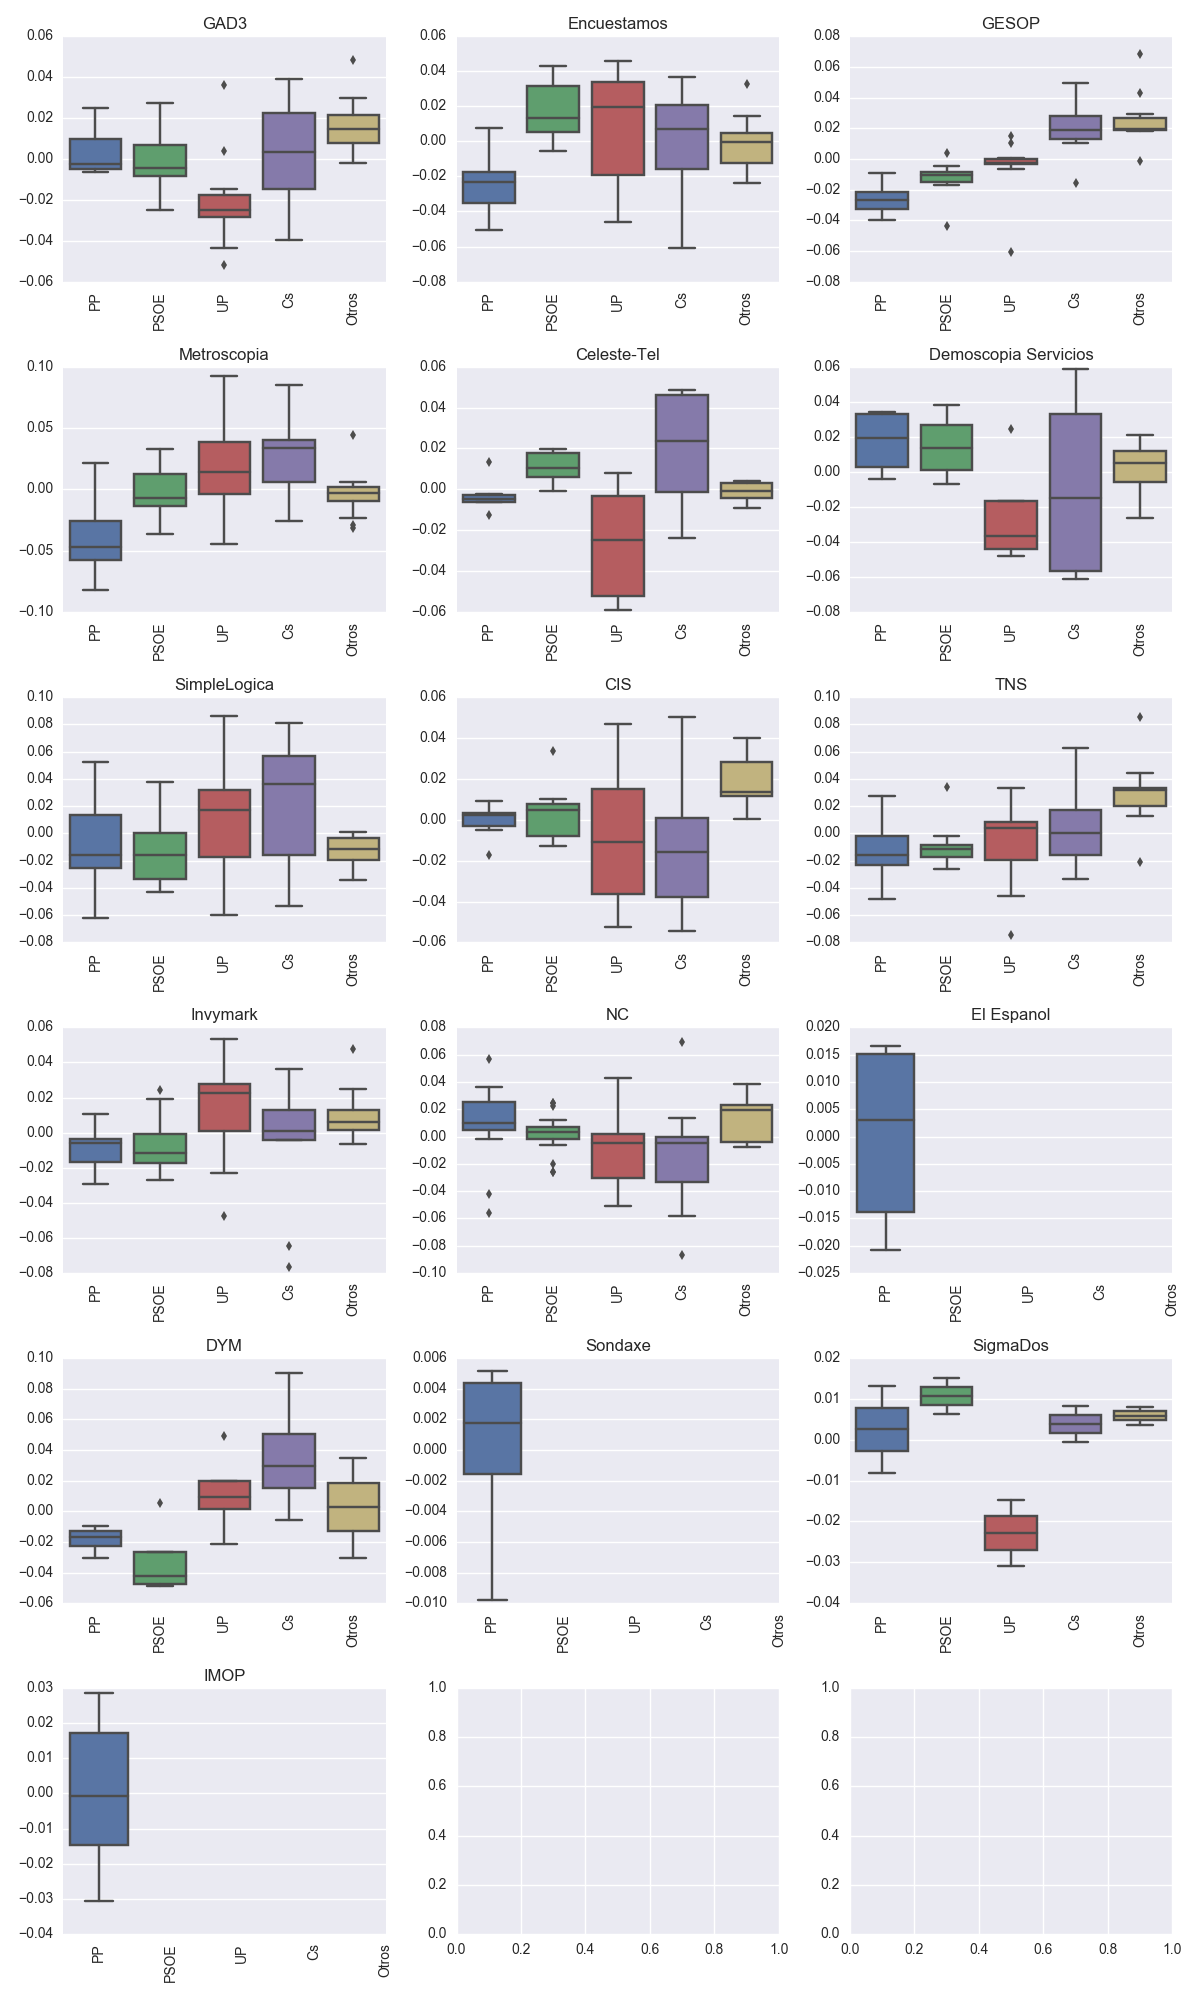 GAD3
0.06
0.04
0.02
0.00
−0.02
−0.04
−0.06
PP
PSOE
UP
Cs
Otros
Encuestamos
0.06
0.04
0.02
0.00
−0.02
−0.04
−0.06
−0.08
PP
PSOE
UP
Cs
Otros
GESOP
0.08
0.06
0.04
0.02
0.00
−0.02
−0.04
−0.06
−0.08
PP
PSOE
UP
Cs
Otros
Metroscopia
0.10
0.05
0.00
−0.05
−0.10
PP
PSOE
UP
Cs
Otros
Celeste-Tel
0.06
0.04
0.02
0.00
−0.02
−0.04
−0.06
PP
PSOE
UP
Cs
Otros
Demoscopia Servicios
0.06
0.04
0.02
0.00
−0.02
−0.04
−0.06
−0.08
PP
PSOE
UP
Cs
Otros
SimpleLogica
0.10
0.08
0.06
0.04
0.02
0.00
−0.02
−0.04
−0.06
−0.08
PP
PSOE
UP
Cs
Otros
CIS
0.06
0.04
0.02
0.00
−0.02
−0.04
−0.06
PP
PSOE
UP
Cs
Otros
TNS
0.10
0.08
0.06
0.04
0.02
0.00
−0.02
−0.04
−0.06
−0.08
PP
PSOE
UP
Cs
Otros
Invymark
0.06
0.04
0.02
0.00
−0.02
−0.04
−0.06
−0.08
PP
PSOE
UP
Cs
Otros
NC
0.08
0.06
0.04
0.02
0.00
−0.02
−0.04
−0.06
−0.08
−0.10
PP
PSOE
UP
Cs
Otros
El Espanol
0.020
0.015
0.010
0.005
0.000
−0.005
−0.010
−0.015
−0.020
−0.025
PP
PSOE
UP
Cs
Otros
DYM
0.10
0.08
0.06
0.04
0.02
0.00
−0.02
−0.04
−0.06
PP
PSOE
UP
Cs
Otros
Sondaxe
0.006
0.004
0.002
0.000
−0.002
−0.004
−0.006
−0.008
−0.010
PP
PSOE
UP
Cs
Otros
SigmaDos
0.02
0.01
0.00
−0.01
−0.02
−0.03
−0.04
PP
PSOE
UP
Cs
Otros
IMOP
0.03
0.02
0.01
0.00
−0.01
−0.02
−0.03
−0.04
PP
PSOE
UP
Cs
Otros
1.0
0.8
0.6
0.4
0.2
0.0
0.0 0.2 0.4 0.6 0.8 1.0
1.0
0.8
0.6
0.4
0.2
0.0
0.0 0.2 0.4 0.6 0.8 1.0